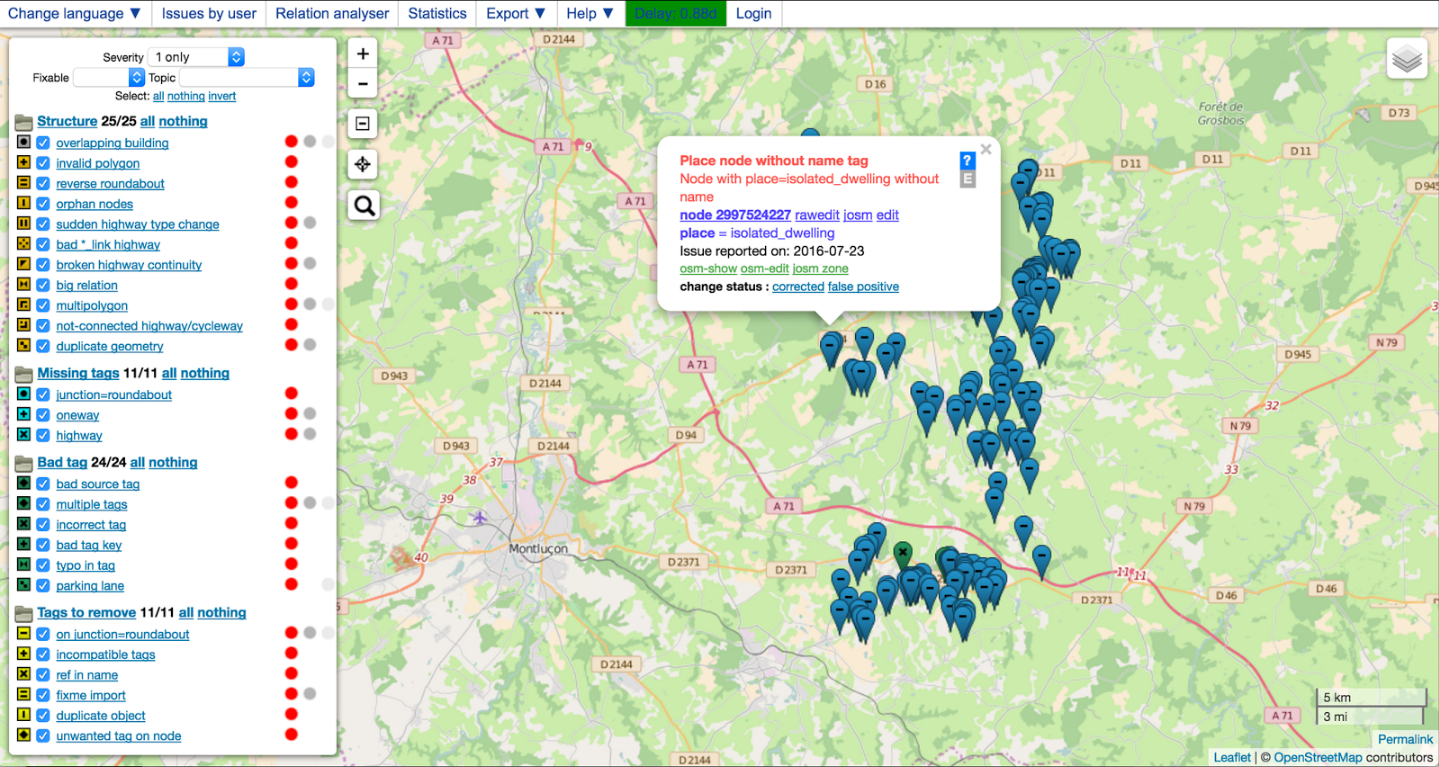 Change language ▼ Issues by user Relation analyser Statistics Export ▼ Help ▼ Delay: 0.88d Login
Severity 1 only
Fixable Topic
Select: all nothing invert
Structure 25/25 all nothing
overlapping building
invalid polygon
reverse roundabout
orphan nodes
sudden highway type change
bad *_link highway
broken highway continuity
big relation
multipolygon
not-connected highway/cycleway
duplicate geometry
Missing tags 11/11 all nothing
junction=roundabout
oneway
highway
Bad tag 24/24 all nothing
bad source tag
multiple tags
incorrect tag
bad tag key
typo in tag
parking lane
Tags to remove 11/11 all nothing
on junction=roundabout
incompatible tags
ref in name
fixme import
duplicate object
unwanted tag on node
+
−
Place node without name tag
Node with place=isolated_dwelling without
name
node 2997524227 rawedit josm edit
place = isolated_dwelling
Issue reported on: 2016-07-23
osm-show osm-edit josm zone
change status : corrected false positive
?
E
×
A 71
D 2144
D 16
Forêt de
Grosbois
D 73
A 71
9
D 11
D 11
D 11
D11
D 945
A 71
D 2144
A 71
D 943
D 2144
D 945
N 79
32
N 79
33
D 94
D 943
D 2144
37
38
39
40
A 71
N 79
Montluçon
D 2371
D 2371
11
11
D 2371
D 46
D 46
D 2144
A 71
D 2144
5 km
3 mi
Permalink
Leaflet | © OpenStreetMap contributors